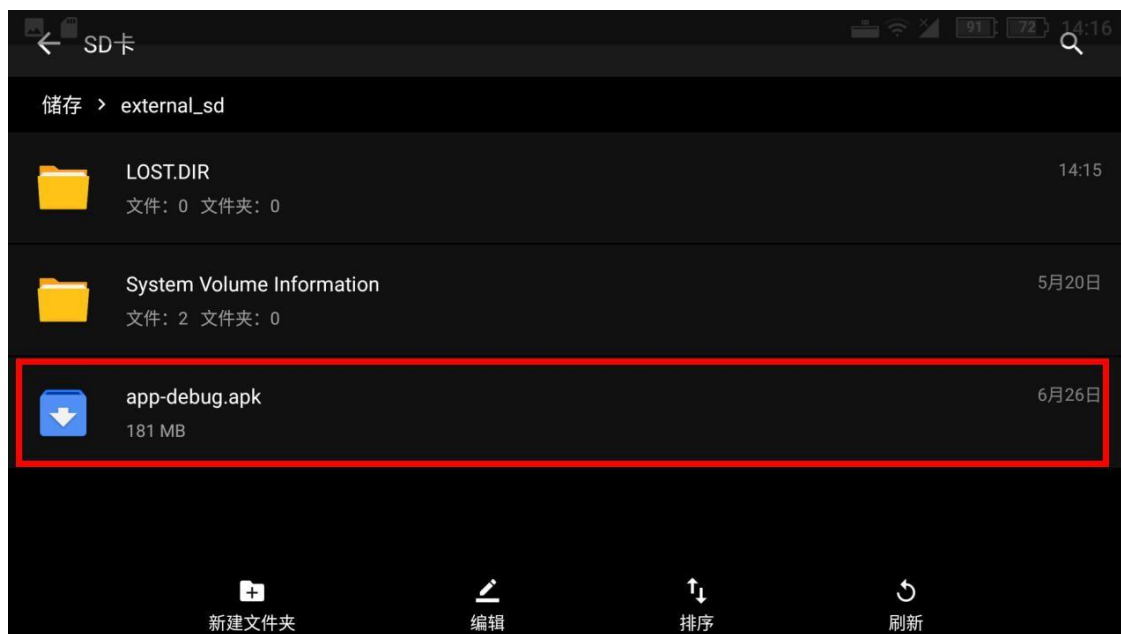 SD卡
91
72
14:16
储存 > external_sd
LOST.DIR
14:15
文件：0 文件夹：0
System Volume Information
5月20日
文件：2 文件夹：0
app-debug.apk
6月26日
181 MB
新建文件夹
编辑
排序
刷新